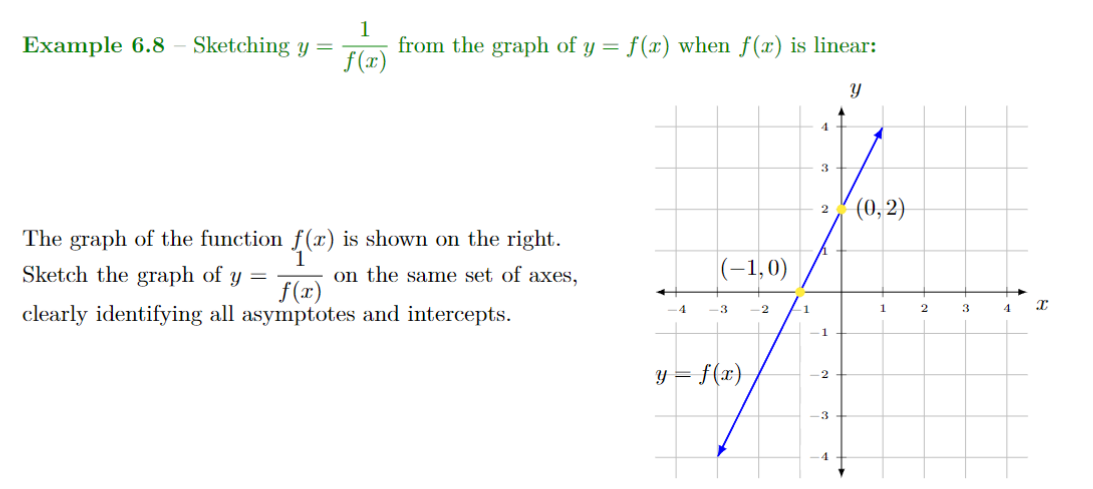 Example 6.8 – Sketching y = 1/f(x) from the graph of y = f(x) when f(x) is linear:
y
4
3
2 (0, 2)
The graph of the function f(x) is shown on the right.
1
Sketch the graph of y = 1/f(x) on the same set of axes,
(−1, 0)
clearly identifying all asymptotes and intercepts.
−4 −3 −2 −1 1 2 3 4 x
−1
y = f(x) −2
−3
−4